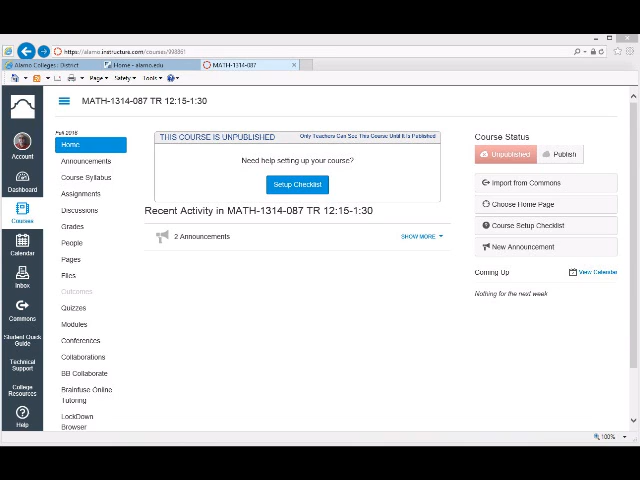 https://alamo.instructure.com/courses/998861
Alamo Colleges | District
Home - alamo.edu
MATH-1314-087
Page
Safety
Tools
MATH-1314-087 TR 12:15-1:30
Account
Dashboard
Courses
Calendar
Inbox
Commons
Student Quick
Guide
Technical
Support
College
Resources
Help
Fall 2018
Home
Announcements
Course Syllabus
Assignments
Discussions
Grades
People
Pages
Files
Outcomes
Quizzes
Modules
Conferences
Collaborations
BB Collaborate
Brainfuse Online
Tutoring
LockDown
Browser
THIS COURSE IS UNPUBLISHED
Only Teachers Can See This Course Until It Is Published
Need help setting up your course?
Setup Checklist
Recent Activity in MATH-1314-087 TR 12:15-1:30
2 Announcements
SHOW MORE
Course Status
Unpublished
Publish
Import from Commons
Choose Home Page
Course Setup Checklist
New Announcement
Coming Up
View Calendar
Nothing for the next week
100%